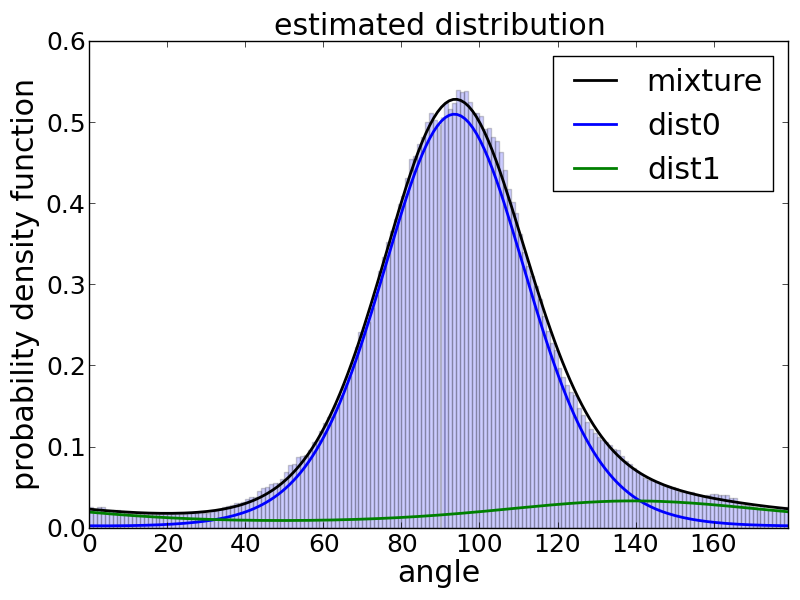 estimated distribution
probability density function
0.6
0.5
0.4
0.3
0.2
0.1
0.0
mixture
dist0
dist1
0 20 40 60 80 100 120 140 160
angle